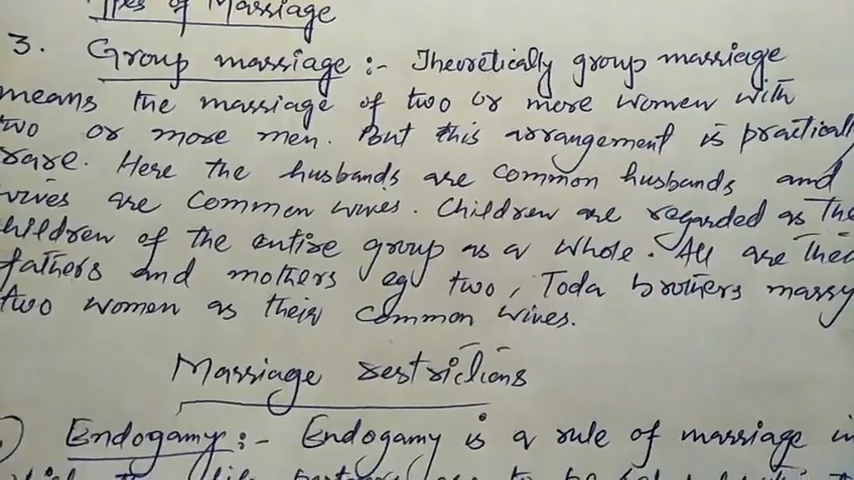 Types of Marriage
3. Group marriage :- Theoretically group marriage
means the marriage of two or more women with
two or more men. But this arrangement is practicall
rare. Here the husbands are common husbands and
wives are common wives. Children are regarded as the
children of the entire group as a whole. All are their
fathers and mothers eg two, Toda brothers marry
two women as their common wives.
Marriage restrictions
Endogamy :- Endogamy is a rule of marriage in